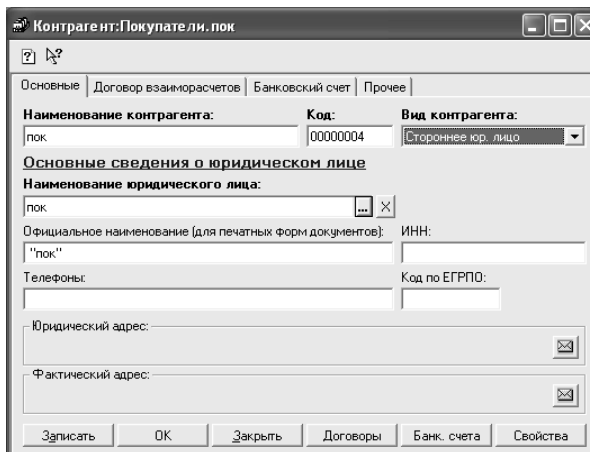 Контрагент:Покупатели.пок
Основные Договор взаиморасчетов Банковский счет Прочее
Наименование контрагента: Код: Вид контрагента:
пок 00000004 Стороннее юр. лицо
Основные сведения о юридическом лице
Наименование юридического лица:
пок ... X
Официальное наименование (для печатных форм документов): ИНН:
"пок"
Телефоны: Код по ЕГРПО:
Юридический адрес:
Фактический адрес:
Записать OK Закрыть Договоры Банк. счета Свойства